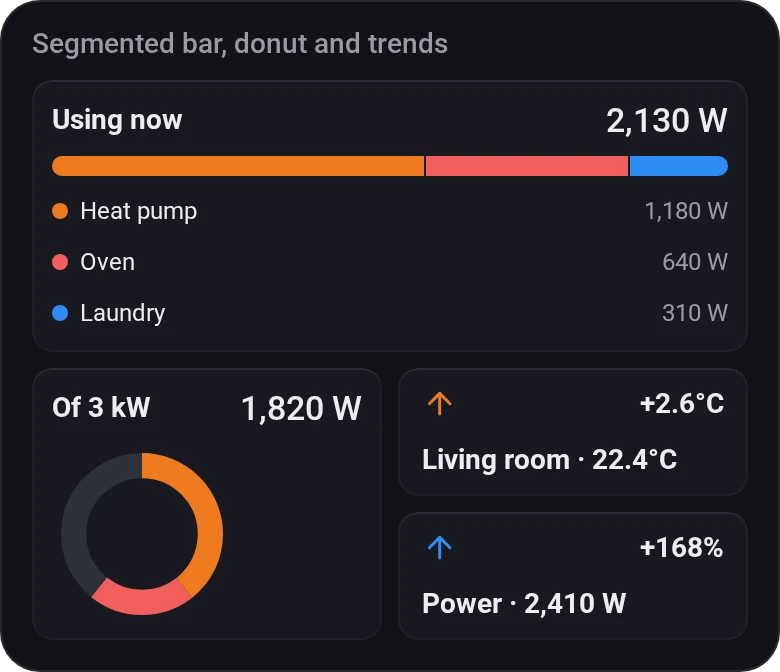 Segmented bar, donut and trends
Using now 2,130 W
Heat pump 1,180 W
Oven 640 W
Laundry 310 W
Of 3 kW 1,820 W
+2.6°C
Living room · 22.4°C
+168%
Power · 2,410 W